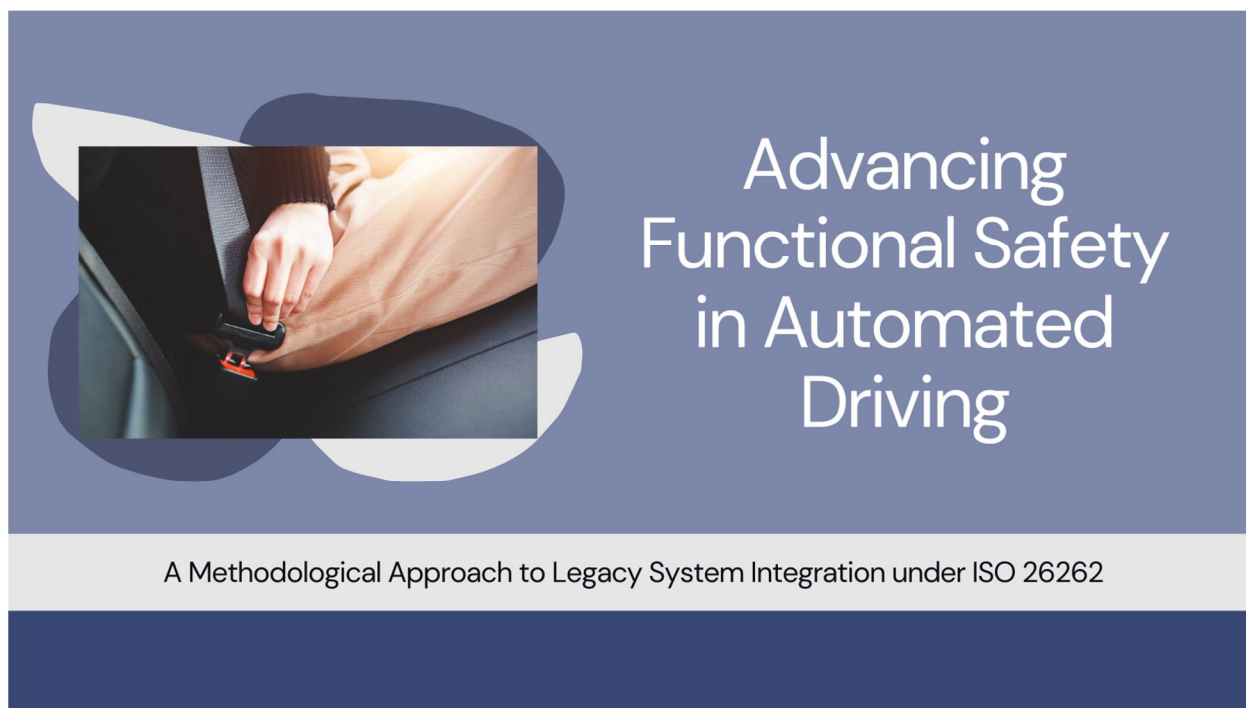 Advancing
Functional Safety
in Automated
Driving
A Methodological Approach to Legacy System Integration under ISO 26262